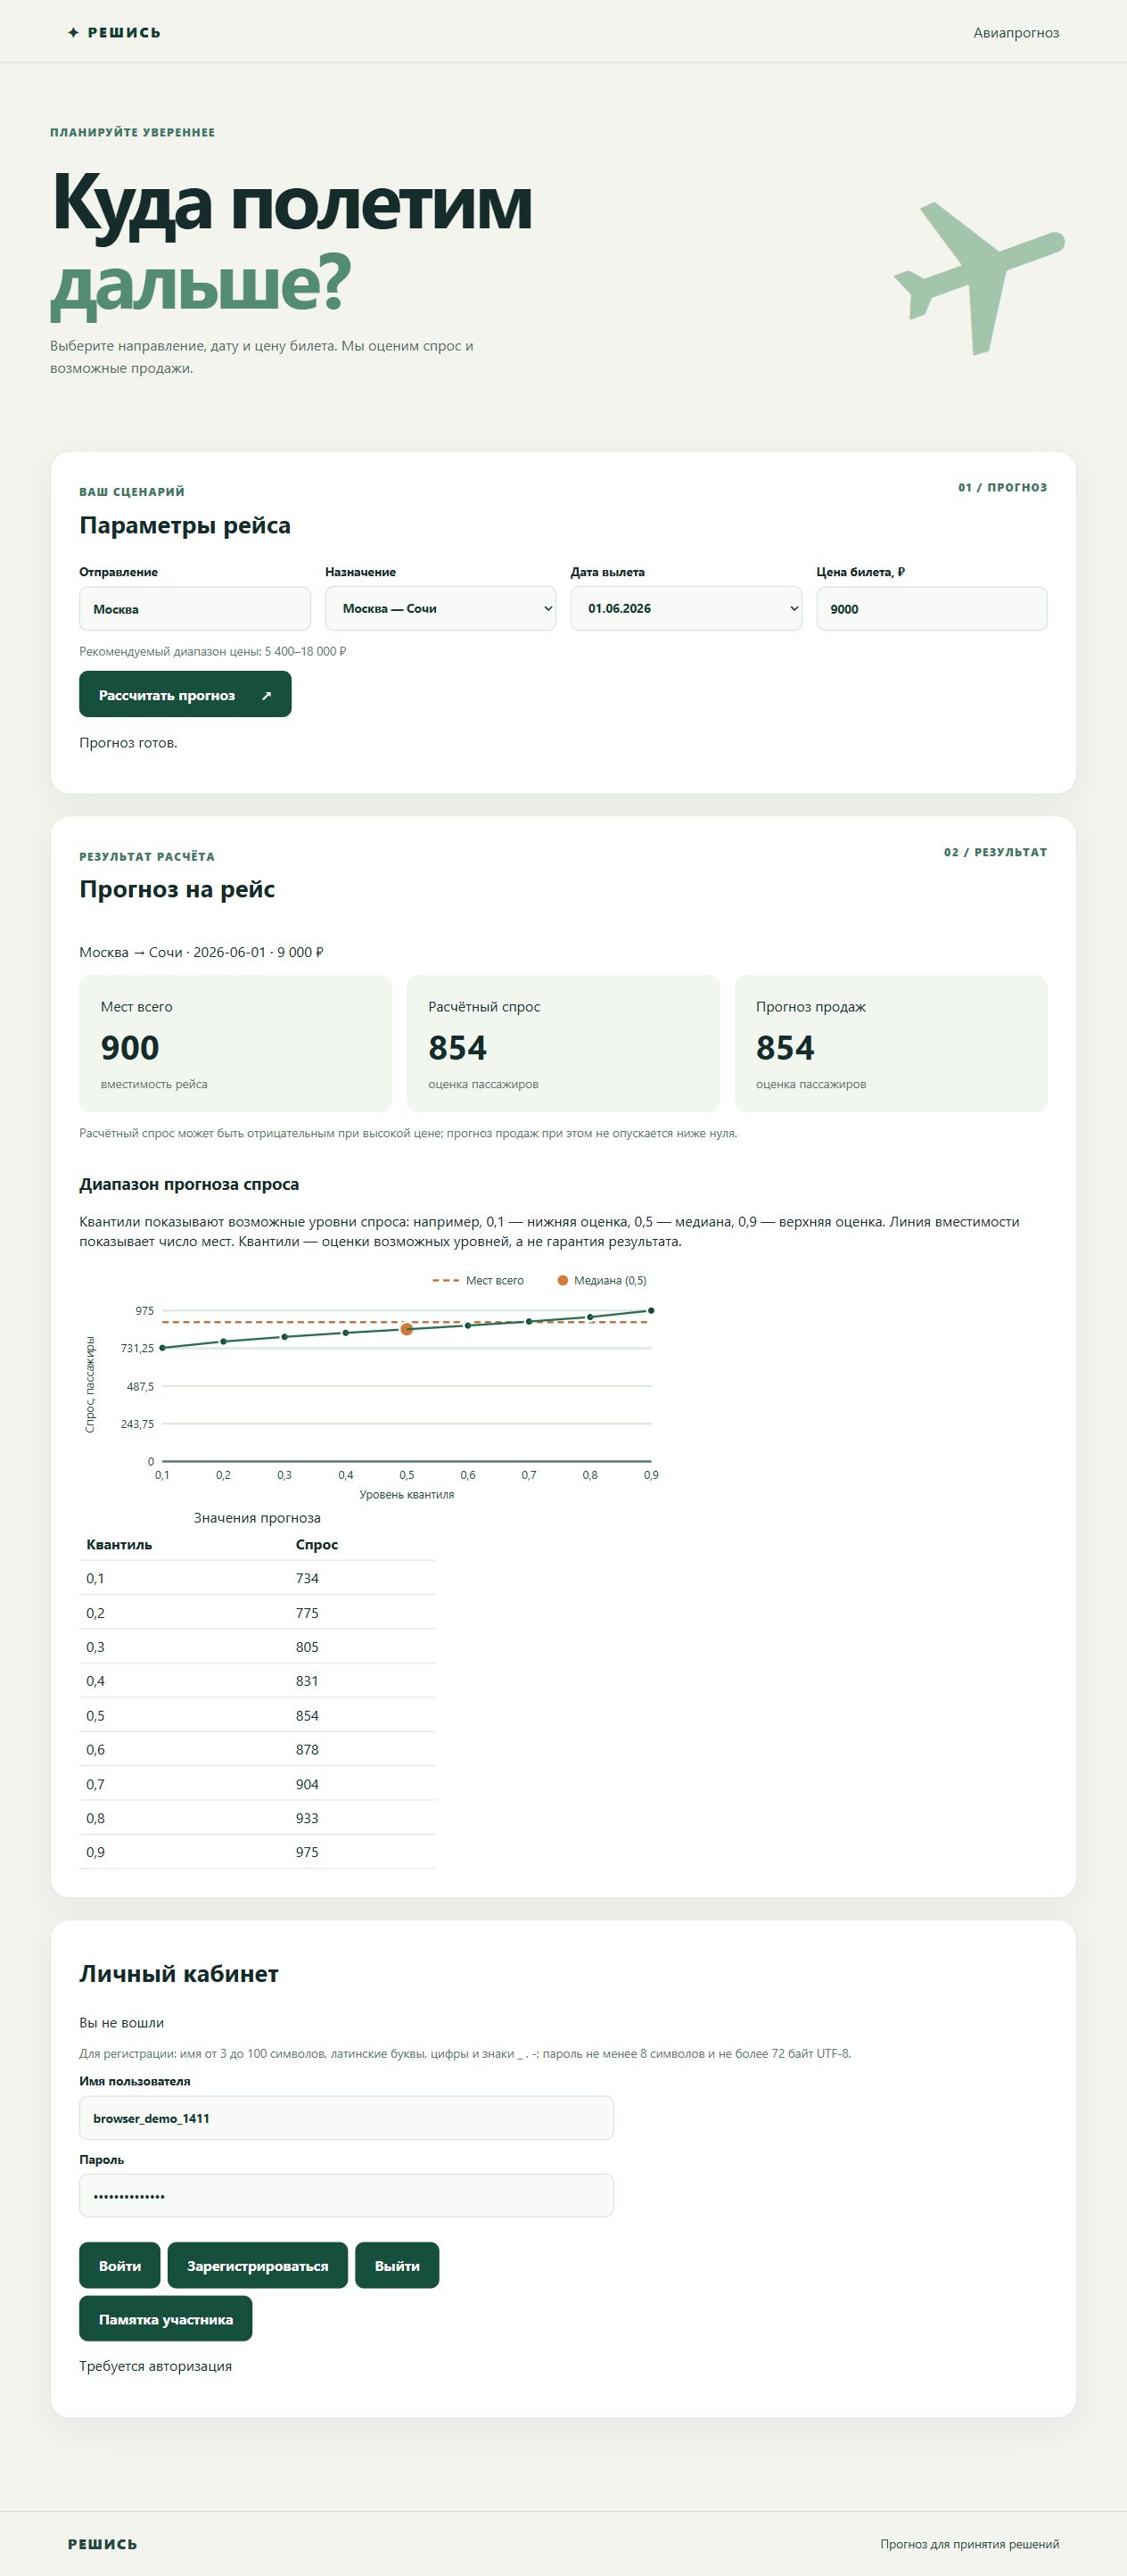 ✦ РЕШИСЬ
Авиапрогноз
ПЛАНИРУЙТЕ УВЕРЕННЕЕ
Куда полетим
дальше?
Выберите направление, дату и цену билета. Мы оценим спрос и
возможные продажи.
ВАШ СЦЕНАРИЙ
01 / ПРОГНОЗ
Параметры рейса
Отправление
Назначение
Дата вылета
Цена билета, ₽
Москва
Москва — Сочи
01.06.2026
9000
Рекомендуемый диапазон цены: 5 400–18 000 ₽
Рассчитать прогноз ↗
Прогноз готов.
РЕЗУЛЬТАТ РАСЧЁТА
02 / РЕЗУЛЬТАТ
Прогноз на рейс
Москва → Сочи · 2026-06-01 · 9 000 ₽
Мест всего
900
вместимость рейса
Расчётный спрос
854
оценка пассажиров
Прогноз продаж
854
оценка пассажиров
Расчётный спрос может быть отрицательным при высокой цене; прогноз продаж при этом не опускается ниже нуля.
Диапазон прогноза спроса
Квантили показывают возможные уровни спроса: например, 0,1 — нижняя оценка, 0,5 — медиана, 0,9 — верхняя оценка. Линия вместимости
показывает число мест. Квантили — оценки возможных уровней, а не гарантия результата.
Мест всего
Медиана (0,5)
Спрос, пассажиры
975
731,25
487,5
243,75
0
0,1 0,2 0,3 0,4 0,5 0,6 0,7 0,8 0,9
Уровень квантиля
Значения прогноза
Квантиль Спрос
0,1 734
0,2 775
0,3 805
0,4 831
0,5 854
0,6 878
0,7 904
0,8 933
0,9 975
Личный кабинет
Вы не вошли
Для регистрации: имя от 3 до 100 символов, латинские буквы, цифры и знаки _ . -; пароль не менее 8 символов и не более 72 байт UTF-8.
Имя пользователя
browser_demo_1411
Пароль
••••••••••••••
Войти
Зарегистрироваться
Выйти
Памятка участника
Требуется авторизация
РЕШИСЬ
Прогноз для принятия решений